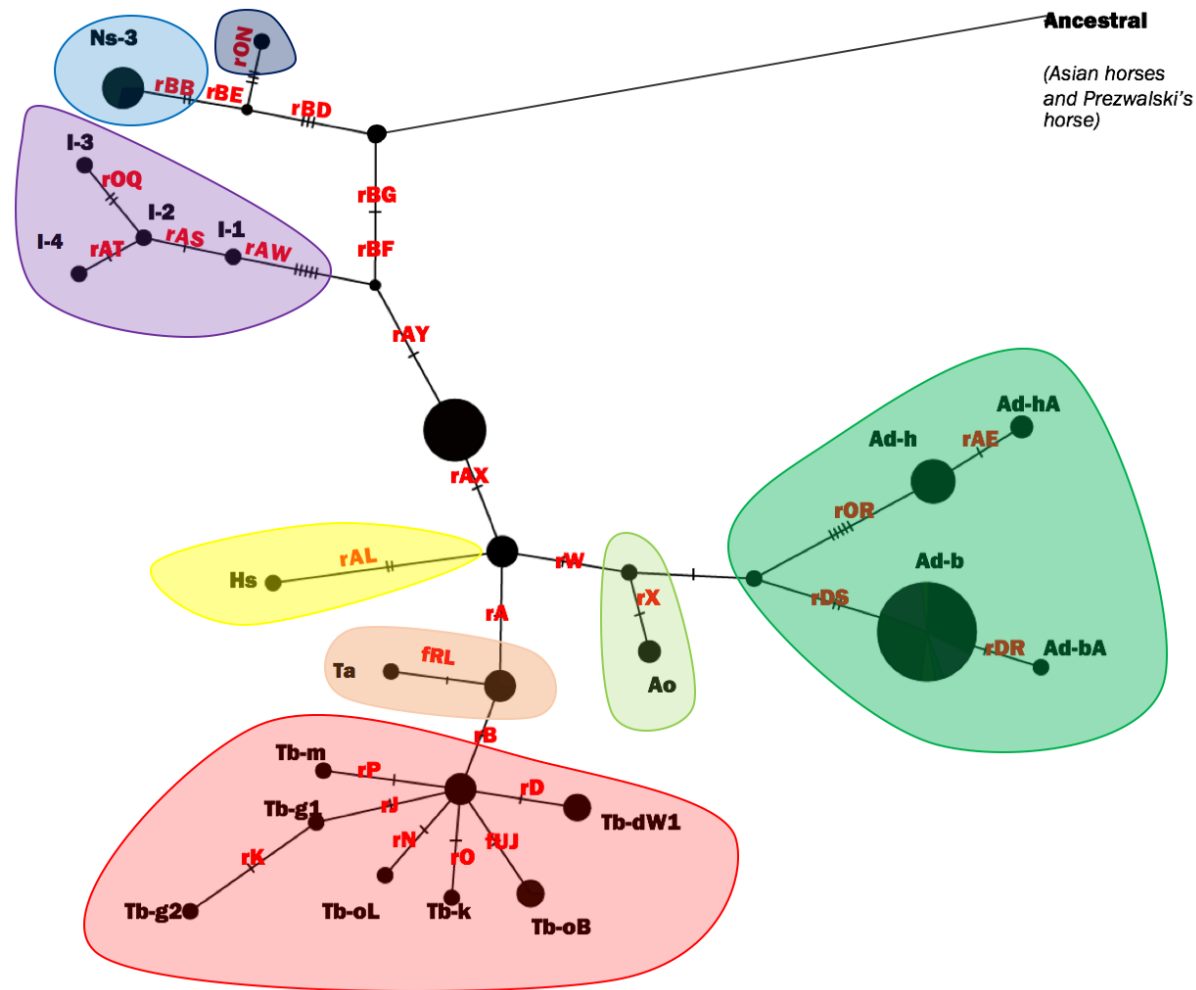 Ancestral
(Asian horses
and Prezwalski's
horse)
Ns-3
rON
rBB
rBE
rBD
I-3
rOQ
I-2
I-1
I-4
rAT
rAS
rAW
rBG
rBF
rAY
rAX
Ad-hA
Ad-h
rAE
rOR
Hs
rAL
rW
Ad-b
rX
rDS
rDR
Ad-bA
rA
Ta
fRL
Ao
rB
Tb-m
rP
rD
Tb-g1
rJ
Tb-dW1
rN
rO
fUJ
rK
Tb-g2
Tb-oL
Tb-k
Tb-oB